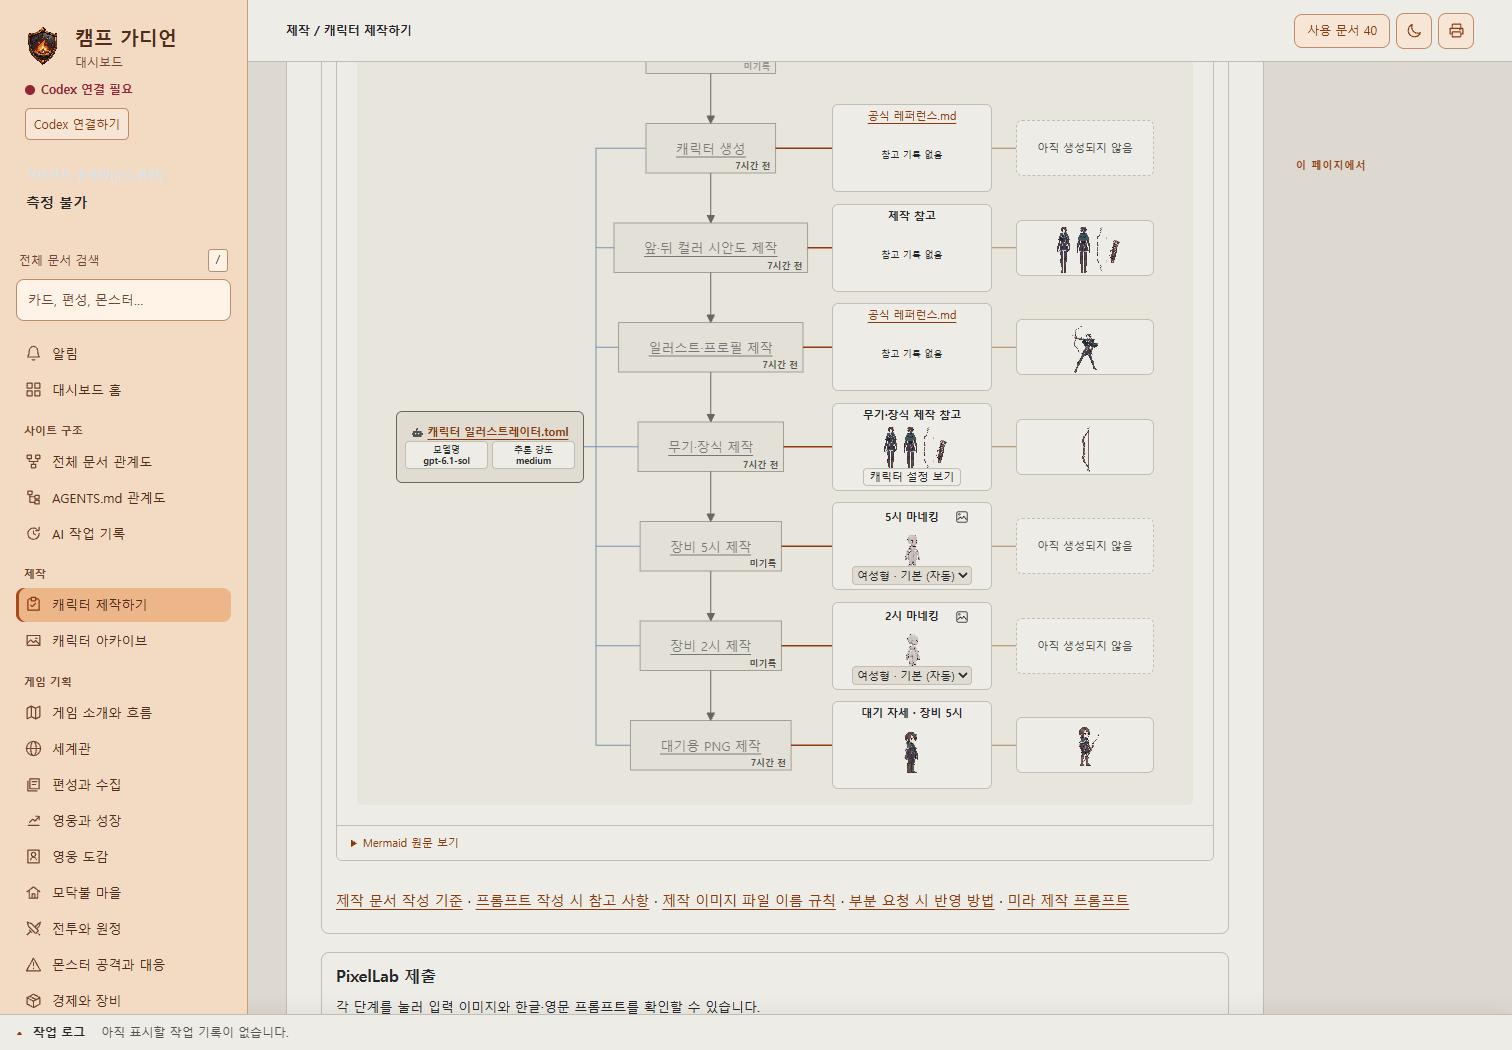 캠프 가디언
대시보드
Codex 연결 필요
Codex 연결하기
측정 불가
전체 문서 검색
/
카드, 편성, 몬스터...
알림
대시보드 홈
사이트 구조
전체 문서 관계도
AGENTS.md 관계도
AI 작업 기록
제작
캐릭터 제작하기
캐릭터 아카이브
게임 기획
게임 소개와 흐름
세계관
편성과 수집
영웅과 성장
영웅 도감
모닥불 마을
전투와 원정
몬스터 공격과 대응
경제와 장비
제작 / 캐릭터 제작하기
사용 문서 40
미기록
캐릭터 생성
7시간 전
공식 레퍼런스.md
참고 기록 없음
아직 생성되지 않음
앞·뒤 컬러 시안도 제작
7시간 전
제작 참고
참고 기록 없음
일러스트·프로필 제작
7시간 전
공식 레퍼런스.md
참고 기록 없음
캐릭터 일러스트레이터.toml
모델명
gpt-6.1-sol
추론 강도
medium
무기·장식 제작
7시간 전
무기·장식 제작 참고
캐릭터 설정 보기
장비 5시 제작
미기록
5시 마네킹
여성형 · 기본 (자동)
아직 생성되지 않음
장비 2시 제작
미기록
2시 마네킹
여성형 · 기본 (자동)
아직 생성되지 않음
대기용 PNG 제작
7시간 전
대기 자세 · 장비 5시
Mermaid 원문 보기
제작 문서 작성 기준 · 프롬프트 작성 시 참고 사항 · 제작 이미지 파일 이름 규칙 · 부분 요청 시 반영 방법 · 미라 제작 프롬프트
PixelLab 제출
각 단계를 눌러 입력 이미지와 한글·영문 프롬프트를 확인할 수 있습니다.
이 페이지에서
작업 로그
아직 표시할 작업 기록이 없습니다.